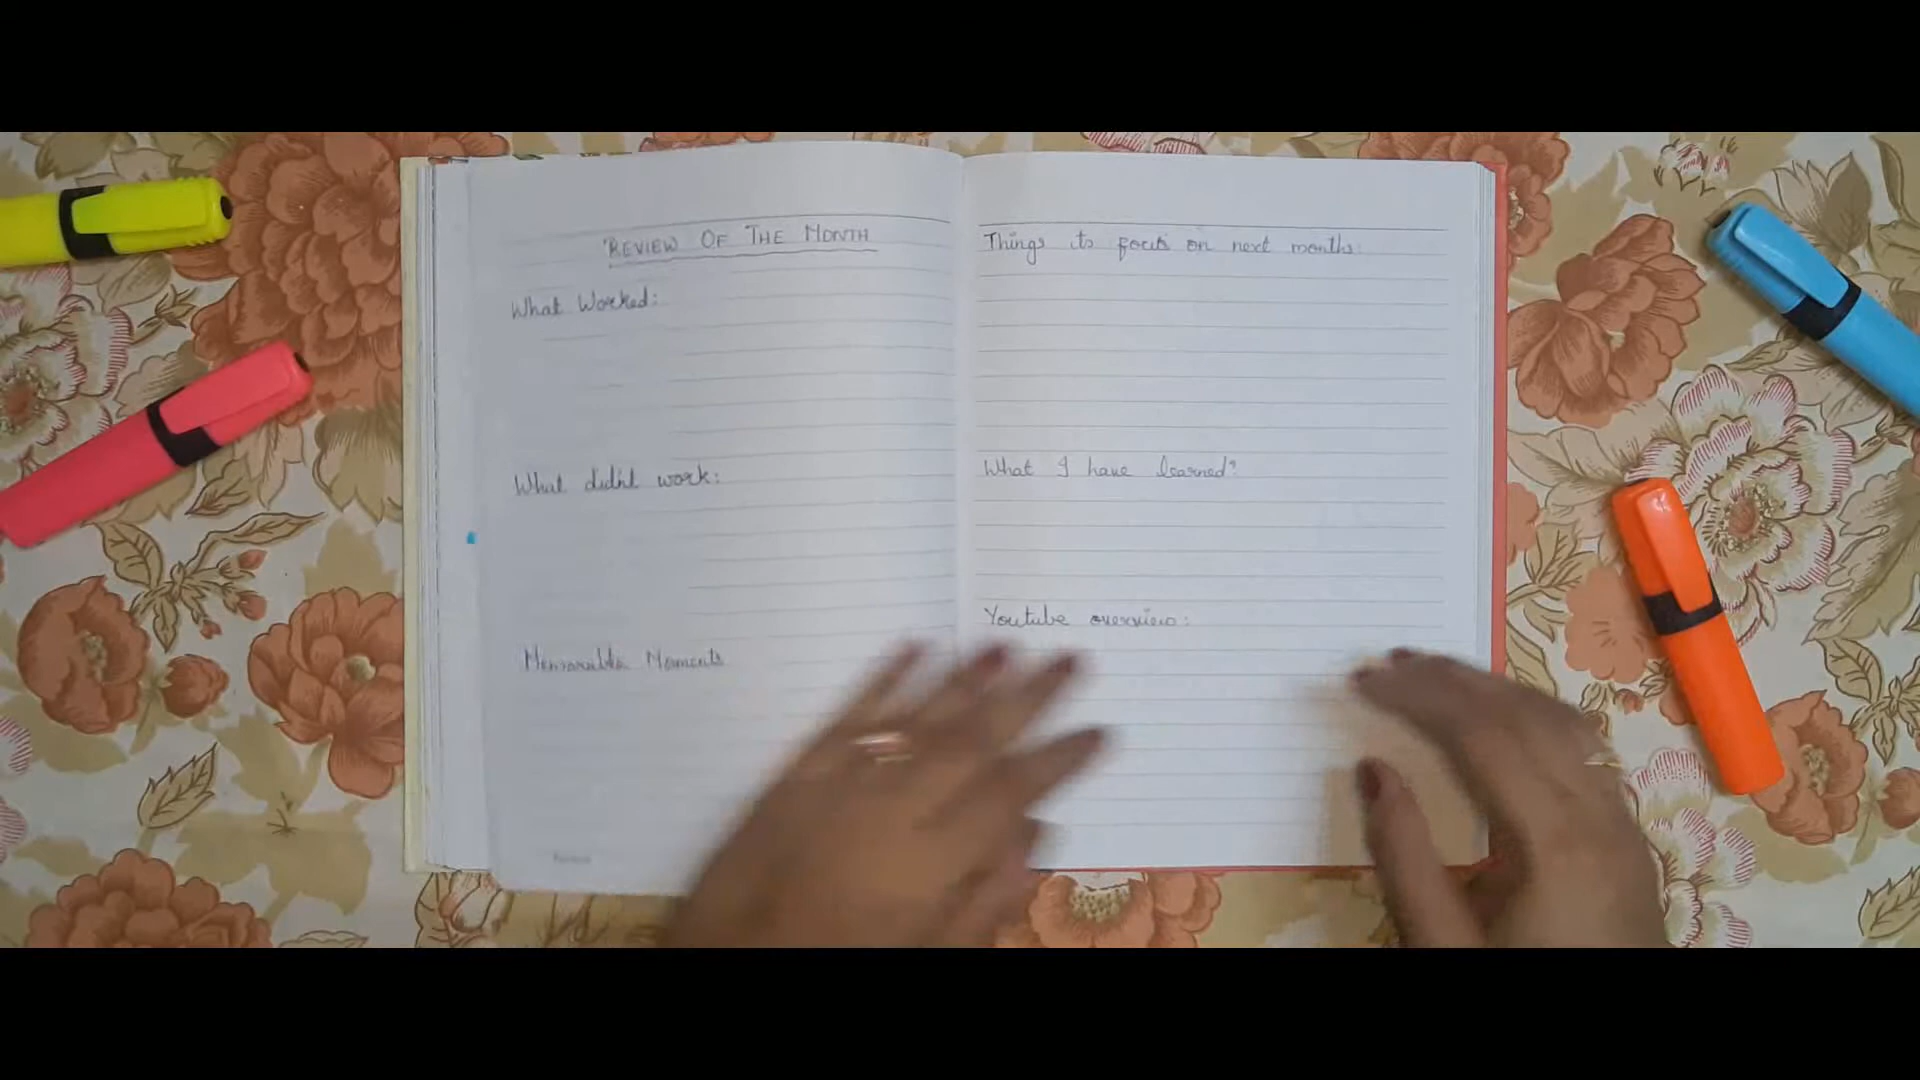 REVIEW OF THE MONTH
What Worked:
What didn't work:
Memorable Moments
Things to focus on next months:
What I have learned?
Youtube overview: